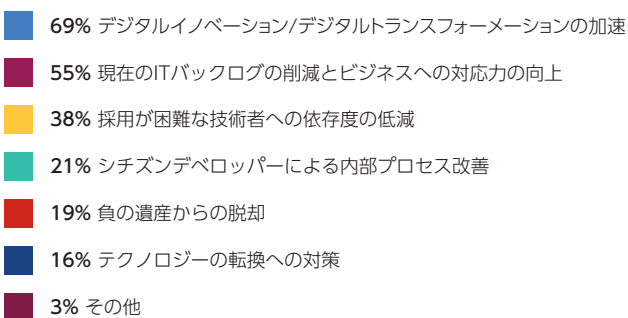 69% デジタルイノベーション/デジタルトランスフォーメーションの加速
55% 現在のITバックログの削減とビジネスへの対応力の向上
38% 採用が困難な技術者への依存度の低減
21% シチズンデベロッパーによる内部プロセス改善
19% 負の遺産からの脱却
16% テクノロジーの転換への対策
3% その他